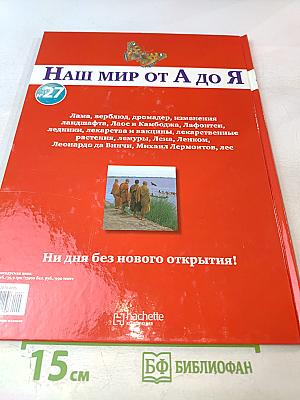 НАШ МИР ОТ А ДО Я
27
Лама, верблюд, дромадер, изменения
ландшафта, Лаос и Камбоджа, Лафонтен,
ледники, лекарства и вакцины, лекарственные
растения, лемуры, Лена, Ленком,
Леонардо да Винчи, Михаил Лермонтов, лес
Ни дня без нового открытия!
hachette
15 см
БФ БИБЛИОФАН